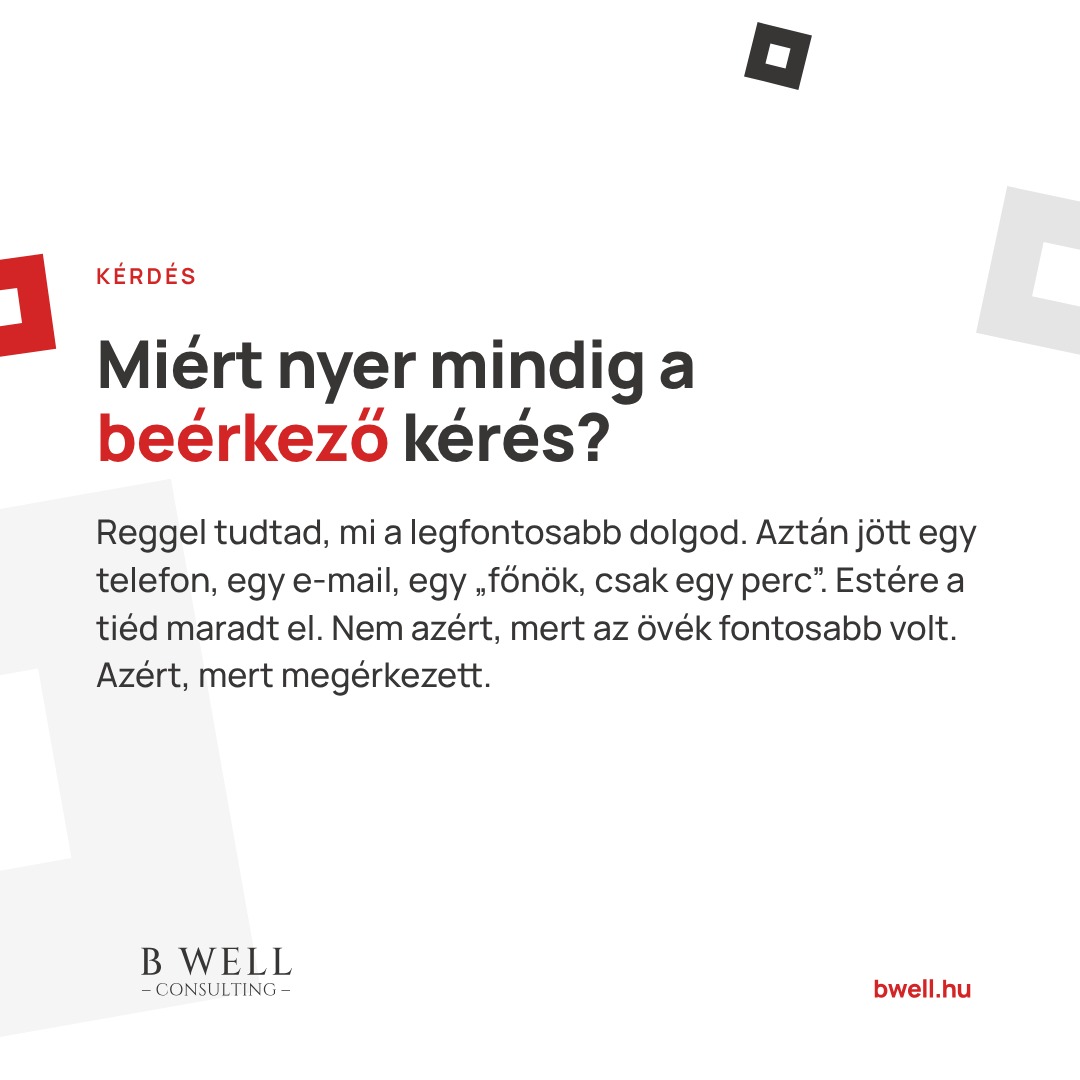 KÉRDÉS
Miért nyer mindig a
beérkező kérés?
Reggel tudtad, mi a legfontosabb dolgod. Aztán jött egy
telefon, egy e-mail, egy „főnök, csak egy perc”. Estére a
tiéd maradt el. Nem azért, mert az övék fontosabb volt.
Azért, mert megérkezett.
B WELL
– CONSULTING –
bwell.hu